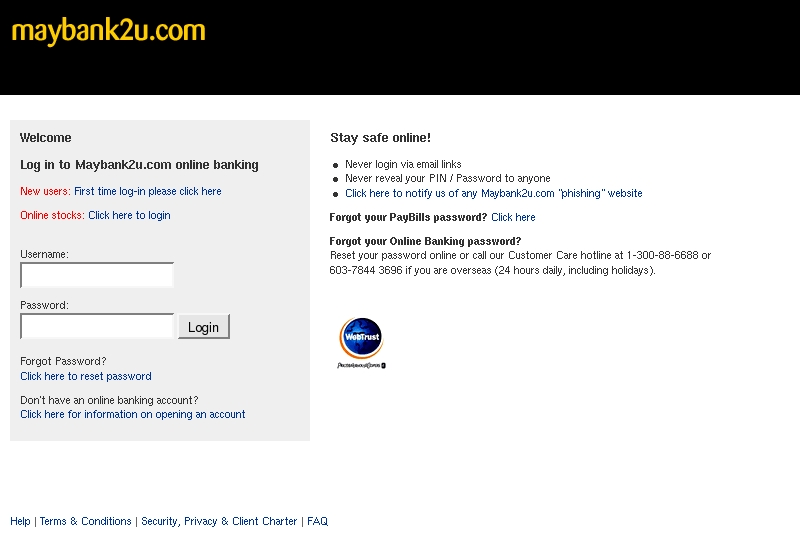 maybank2u.com
Welcome
Log in to Maybank2u.com online banking
New users: First time log-in please click here
Online stocks: Click here to login
Username:
Password:
Login
Forgot Password?
Click here to reset password
Don't have an online banking account?
Click here for information on opening an account
Stay safe online!
Never login via email links
Never reveal your PIN / Password to anyone
Click here to notify us of any Maybank2u.com "phishing" website
Forgot your PayBills password? Click here
Forgot your Online Banking password?
Reset your password online or call our Customer Care hotline at 1-300-88-6688 or
603-7844 3696 if you are overseas (24 hours daily, including holidays).
WebTrust
Help | Terms & Conditions | Security, Privacy & Client Charter | FAQ